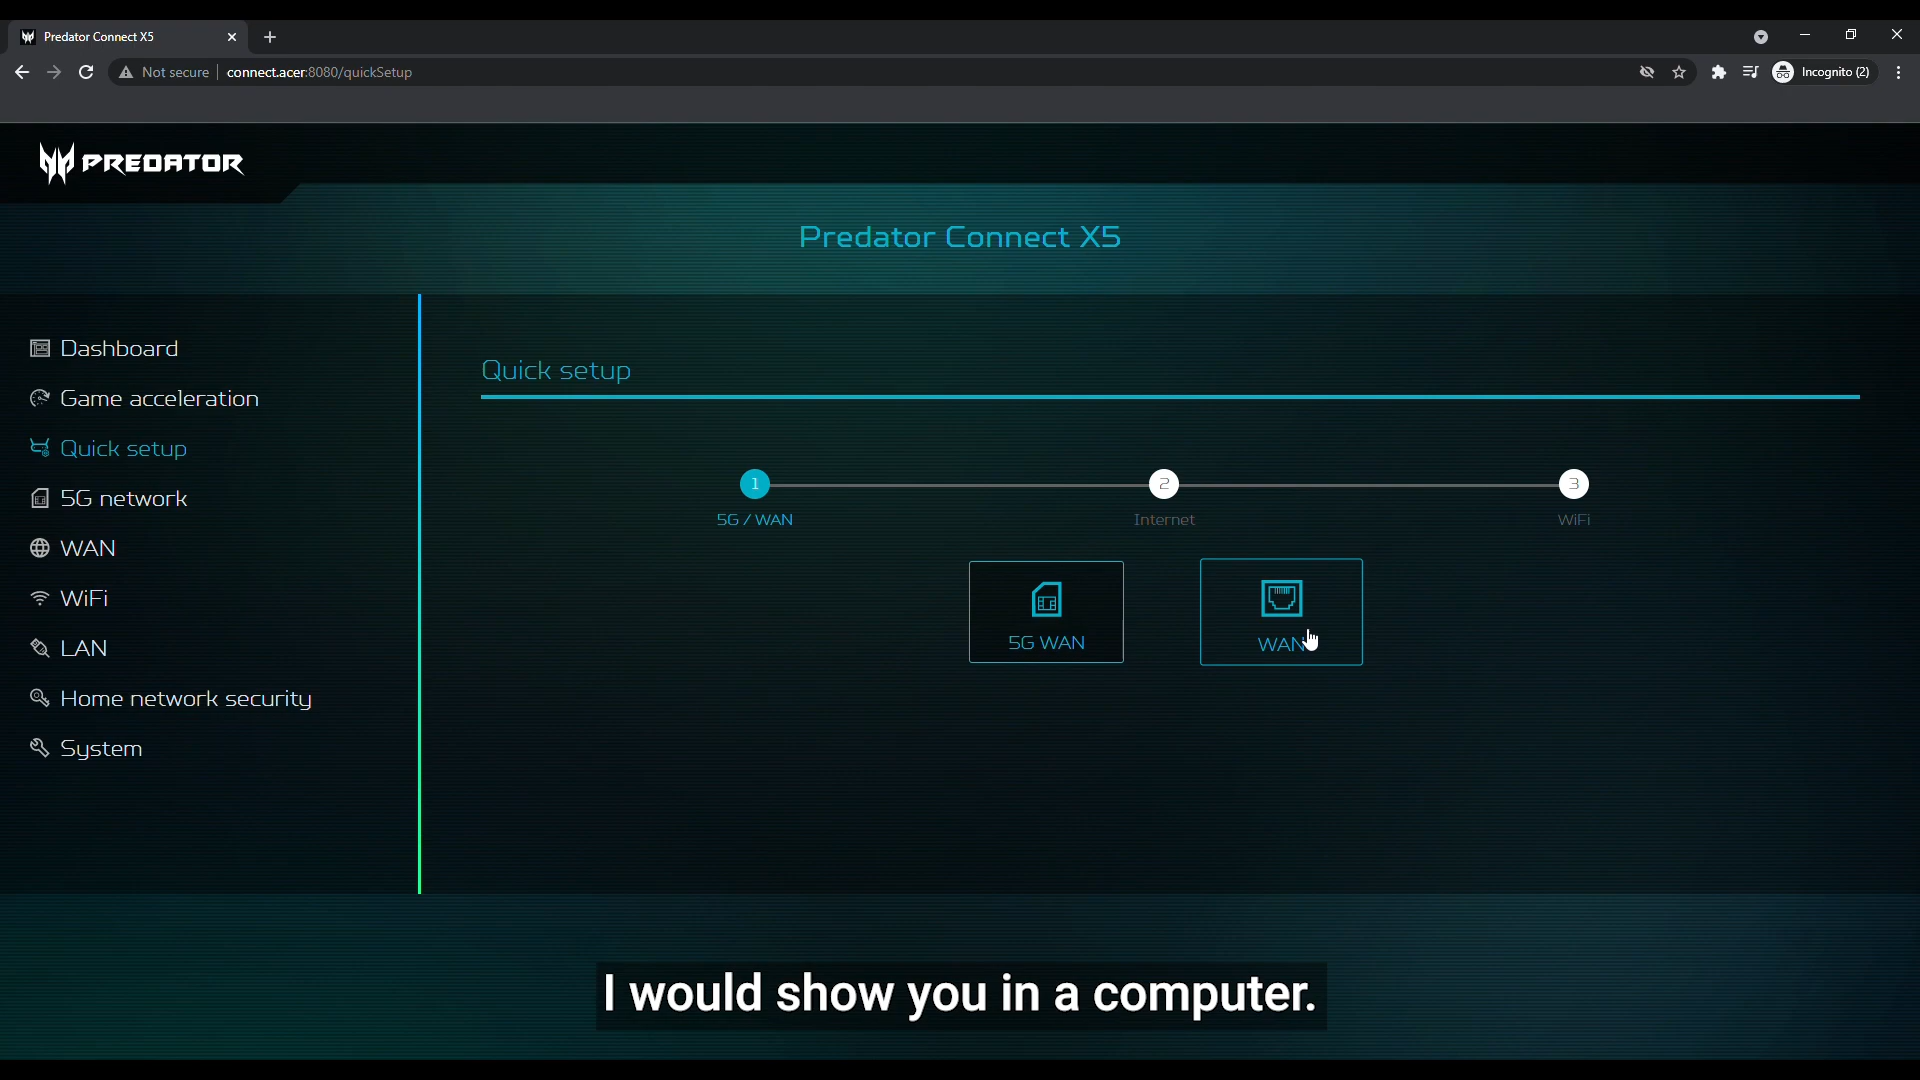 Predator Connect X5
Not secure
connect.acer:8080/quickSetup
Incognito (2)
PREDATOR
Predator Connect X5
Dashboard
Game acceleration
Quick setup
5G network
WAN
WiFi
LAN
Home network security
System
Quick setup
1
2
3
5G / WAN
Internet
WiFi
5G WAN
WAN
I would show you in a computer.